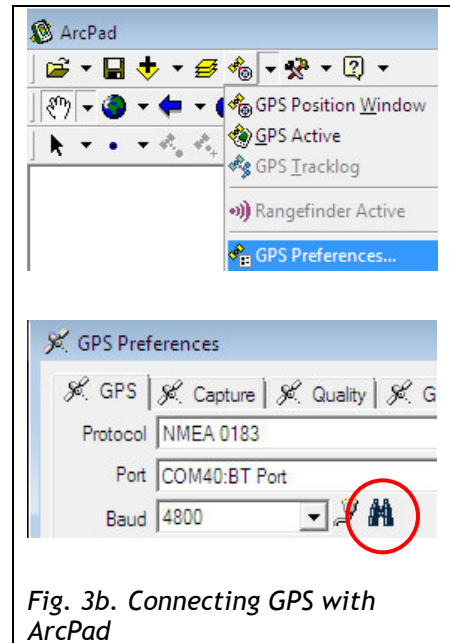 ArcPad
GPS Position Window
GPS Active
GPS Tracklog
Rangefinder Active
GPS Preferences...
GPS Preferences
GPS Capture Quality G
Protocol NMEA 0183
Port COM40:BT Port
Baud 4800
Fig. 3b. Connecting GPS with
ArcPad